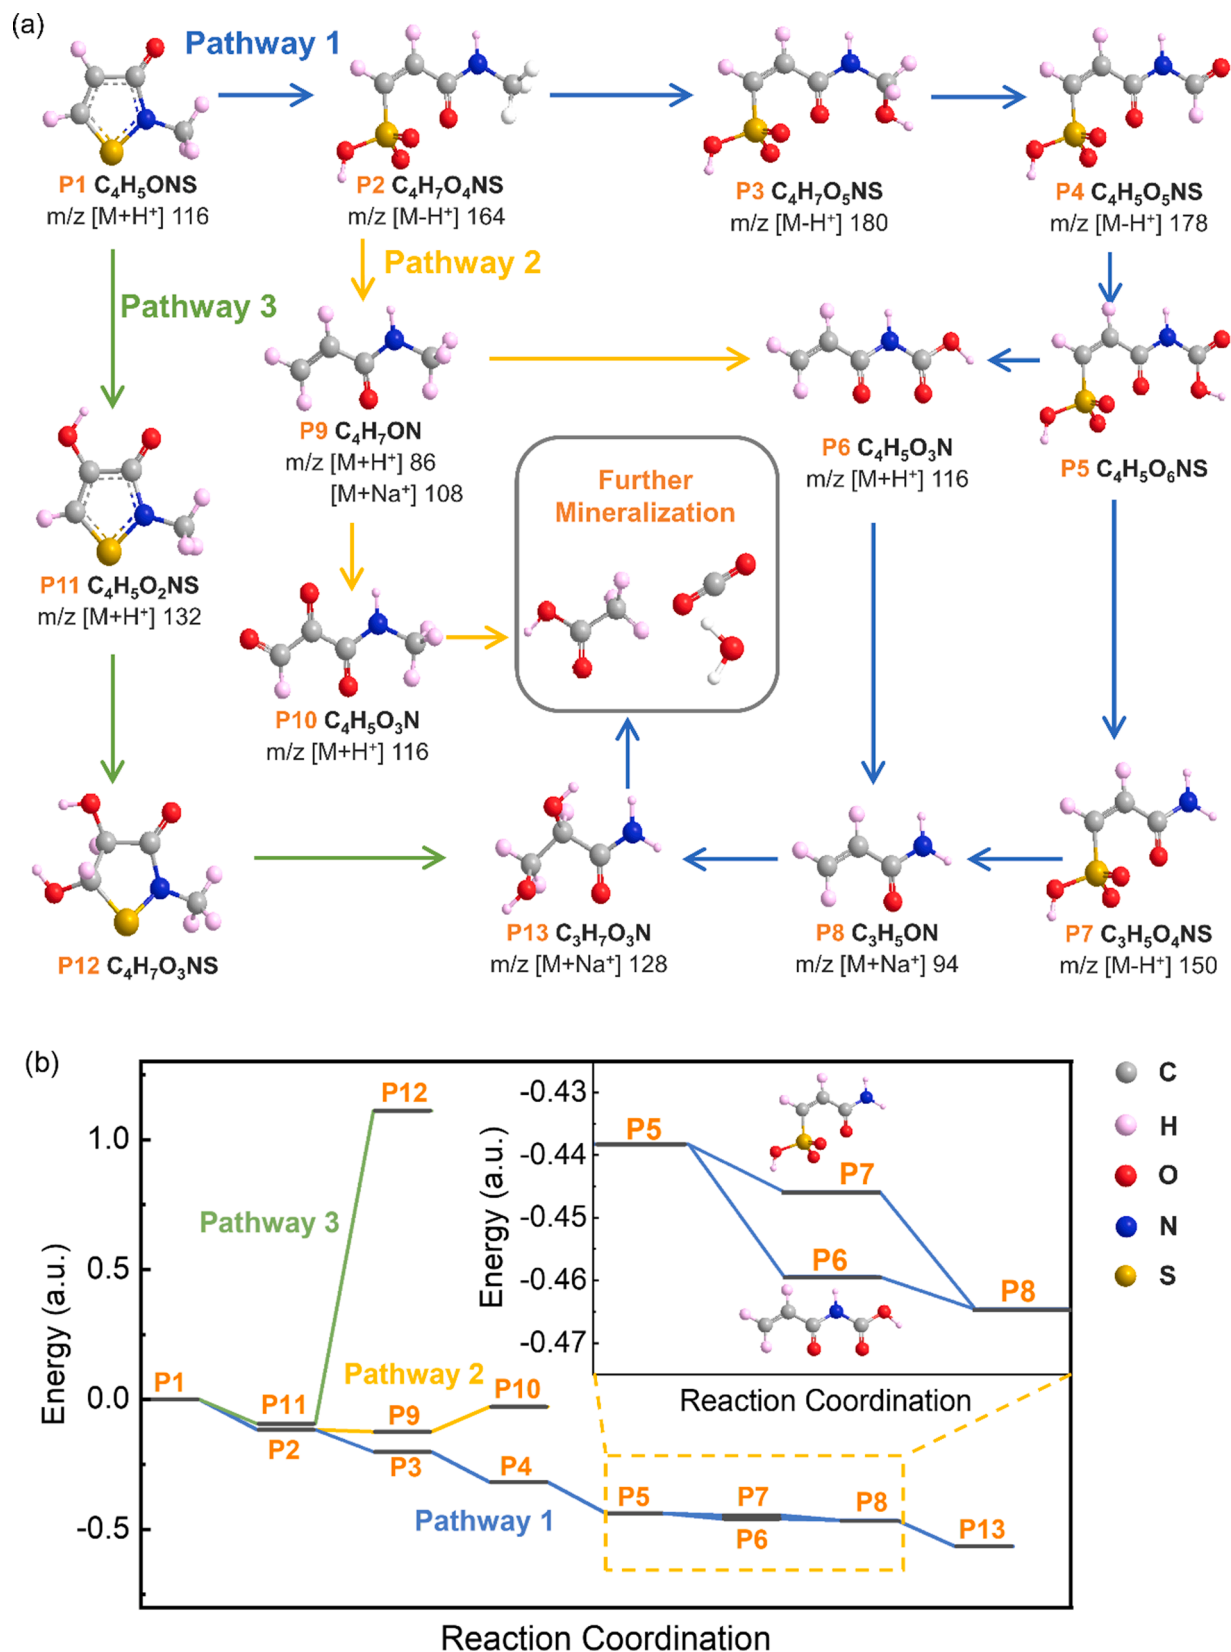 (a)
Pathway 1
P1 C₄H₅ONS
m/z [M+H⁺] 116
P2 C₄H₇O₄NS
m/z [M-H⁺] 164
P3 C₄H₇O₅NS
m/z [M-H⁺] 180
P4 C₄H₅O₅NS
m/z [M-H⁺] 178
Pathway 2
Pathway 3
P9 C₄H₇ON
m/z [M+H⁺] 86
[M+Na⁺] 108
P6 C₄H₅O₃N
m/z [M+H⁺] 116
P5 C₄H₅O₆NS
Further
Mineralization
P11 C₄H₅O₂NS
m/z [M+H⁺] 132
P10 C₄H₅O₃N
m/z [M+H⁺] 116
P12 C₄H₇O₃NS
P13 C₃H₇O₃N
m/z [M+Na⁺] 128
P8 C₃H₅ON
m/z [M+Na⁺] 94
P7 C₃H₅O₄NS
m/z [M-H⁺] 150
(b)
Energy (a.u.)
1.0
0.5
0.0
-0.5
P12
Pathway 3
P1
P11
P2
Pathway 2
P9
P10
P3
P4
Pathway 1
P5
P7
P6
P8
P13
Reaction Coordination
Energy (a.u.)
-0.43
-0.44
-0.45
-0.46
-0.47
P5
P7
P6
P8
Reaction Coordination
C
H
O
N
S